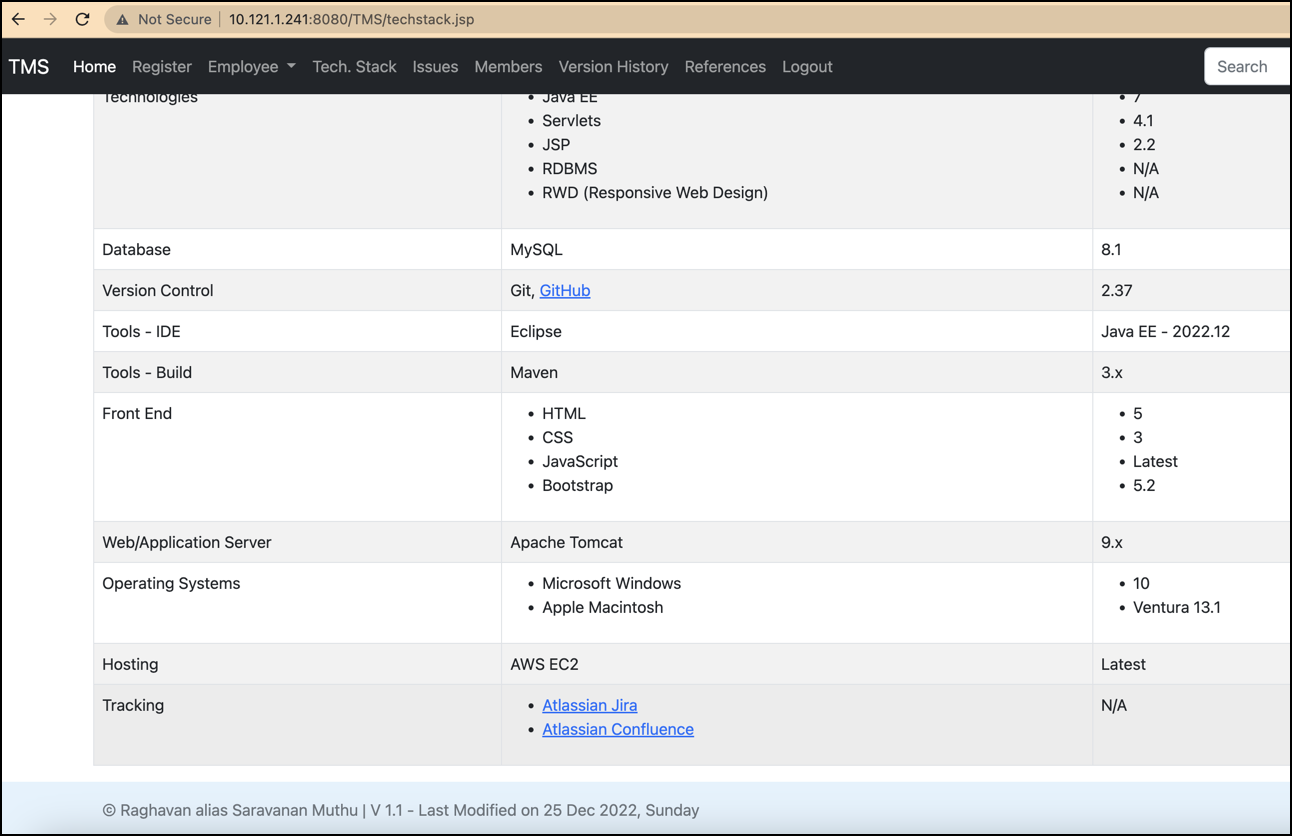 Not Secure | 10.121.1.241:8080/TMS/techstack.jsp
TMS Home Register Employee Tech. Stack Issues Members Version History References Logout Search
Technologies • Java EE • 7
• Servlets • 4.1
• JSP • 2.2
• RDBMS • N/A
• RWD (Responsive Web Design) • N/A
Database MySQL 8.1
Version Control Git, GitHub 2.37
Tools - IDE Eclipse Java EE - 2022.12
Tools - Build Maven 3.x
Front End • HTML • 5
• CSS • 3
• JavaScript • Latest
• Bootstrap • 5.2
Web/Application Server Apache Tomcat 9.x
Operating Systems • Microsoft Windows • 10
• Apple Macintosh • Ventura 13.1
Hosting AWS EC2 Latest
Tracking • Atlassian Jira N/A
• Atlassian Confluence
© Raghavan alias Saravanan Muthu | V 1.1 - Last Modified on 25 Dec 2022, Sunday